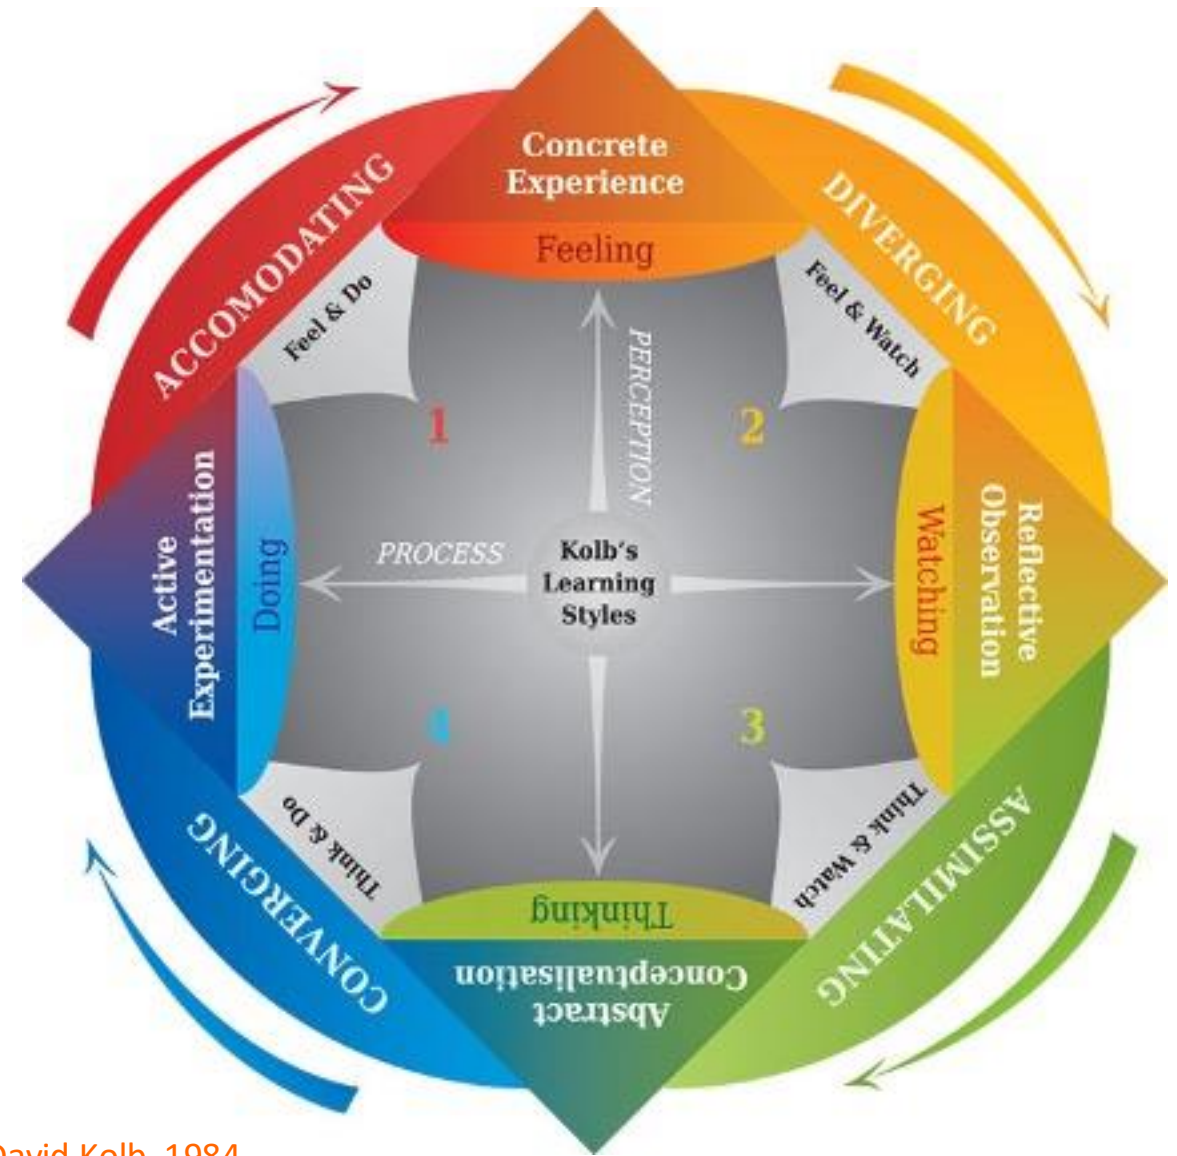 Concrete
Experience
Feeling
ACCOMODATING
DIVERGING
Feel & Do
Feel & Watch
PERCEPTION
1
2
Active
Experimentation
Doing
PROCESS
Kolb's
Learning
Styles
Watching
Reflective
Observation
4
3
Think & Do
Think & Watch
CONVERGING
ASSIMILATING
Thinking
Abstract
Conceptualisation
David Kolb, 1984